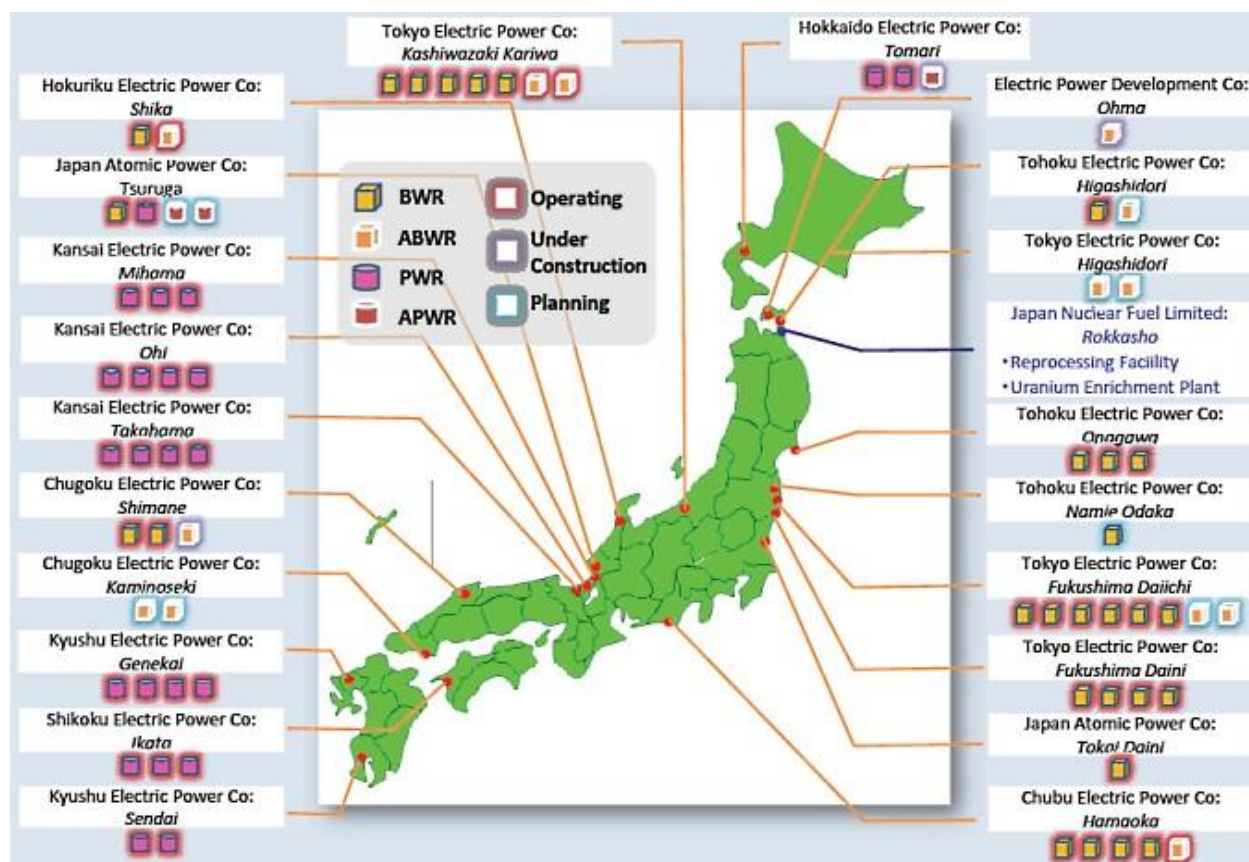 Tokyo Electric Power Co:
Kashiwazaki Kariwa
Hokkaido Electric Power Co:
Tomari
Hokuriku Electric Power Co:
Shika
Japan Atomic Power Co:
Tsuruga
Kansai Electric Power Co:
Mihama
Kansai Electric Power Co:
Ohi
Kansai Electric Power Co:
Takahama
Chugoku Electric Power Co:
Shimane
Chugoku Electric Power Co:
Kaminoseki
Kyushu Electric Power Co:
Genekai
Shikoku Electric Power Co:
Ikata
Kyushu Electric Power Co:
Sendai
BWR
ABWR
PWR
APWR
Operating
Under
Construction
Planning
Electric Power Development Co:
Ohma
Tohoku Electric Power Co:
Higashidori
Tokyo Electric Power Co:
Higashidori
Japan Nuclear Fuel Limited:
Rokkasho
•Reprocessing Faciility
•Uranium Enrichment Plant
Tohoku Electric Power Co:
Onagawa
Tohoku Electric Power Co:
Namie Odaka
Tokyo Electric Power Co:
Fukushima Daiichi
Tokyo Electric Power Co:
Fukushima Daini
Japan Atomic Power Co:
Tokai Daini
Chubu Electric Power Co:
Hamaoka